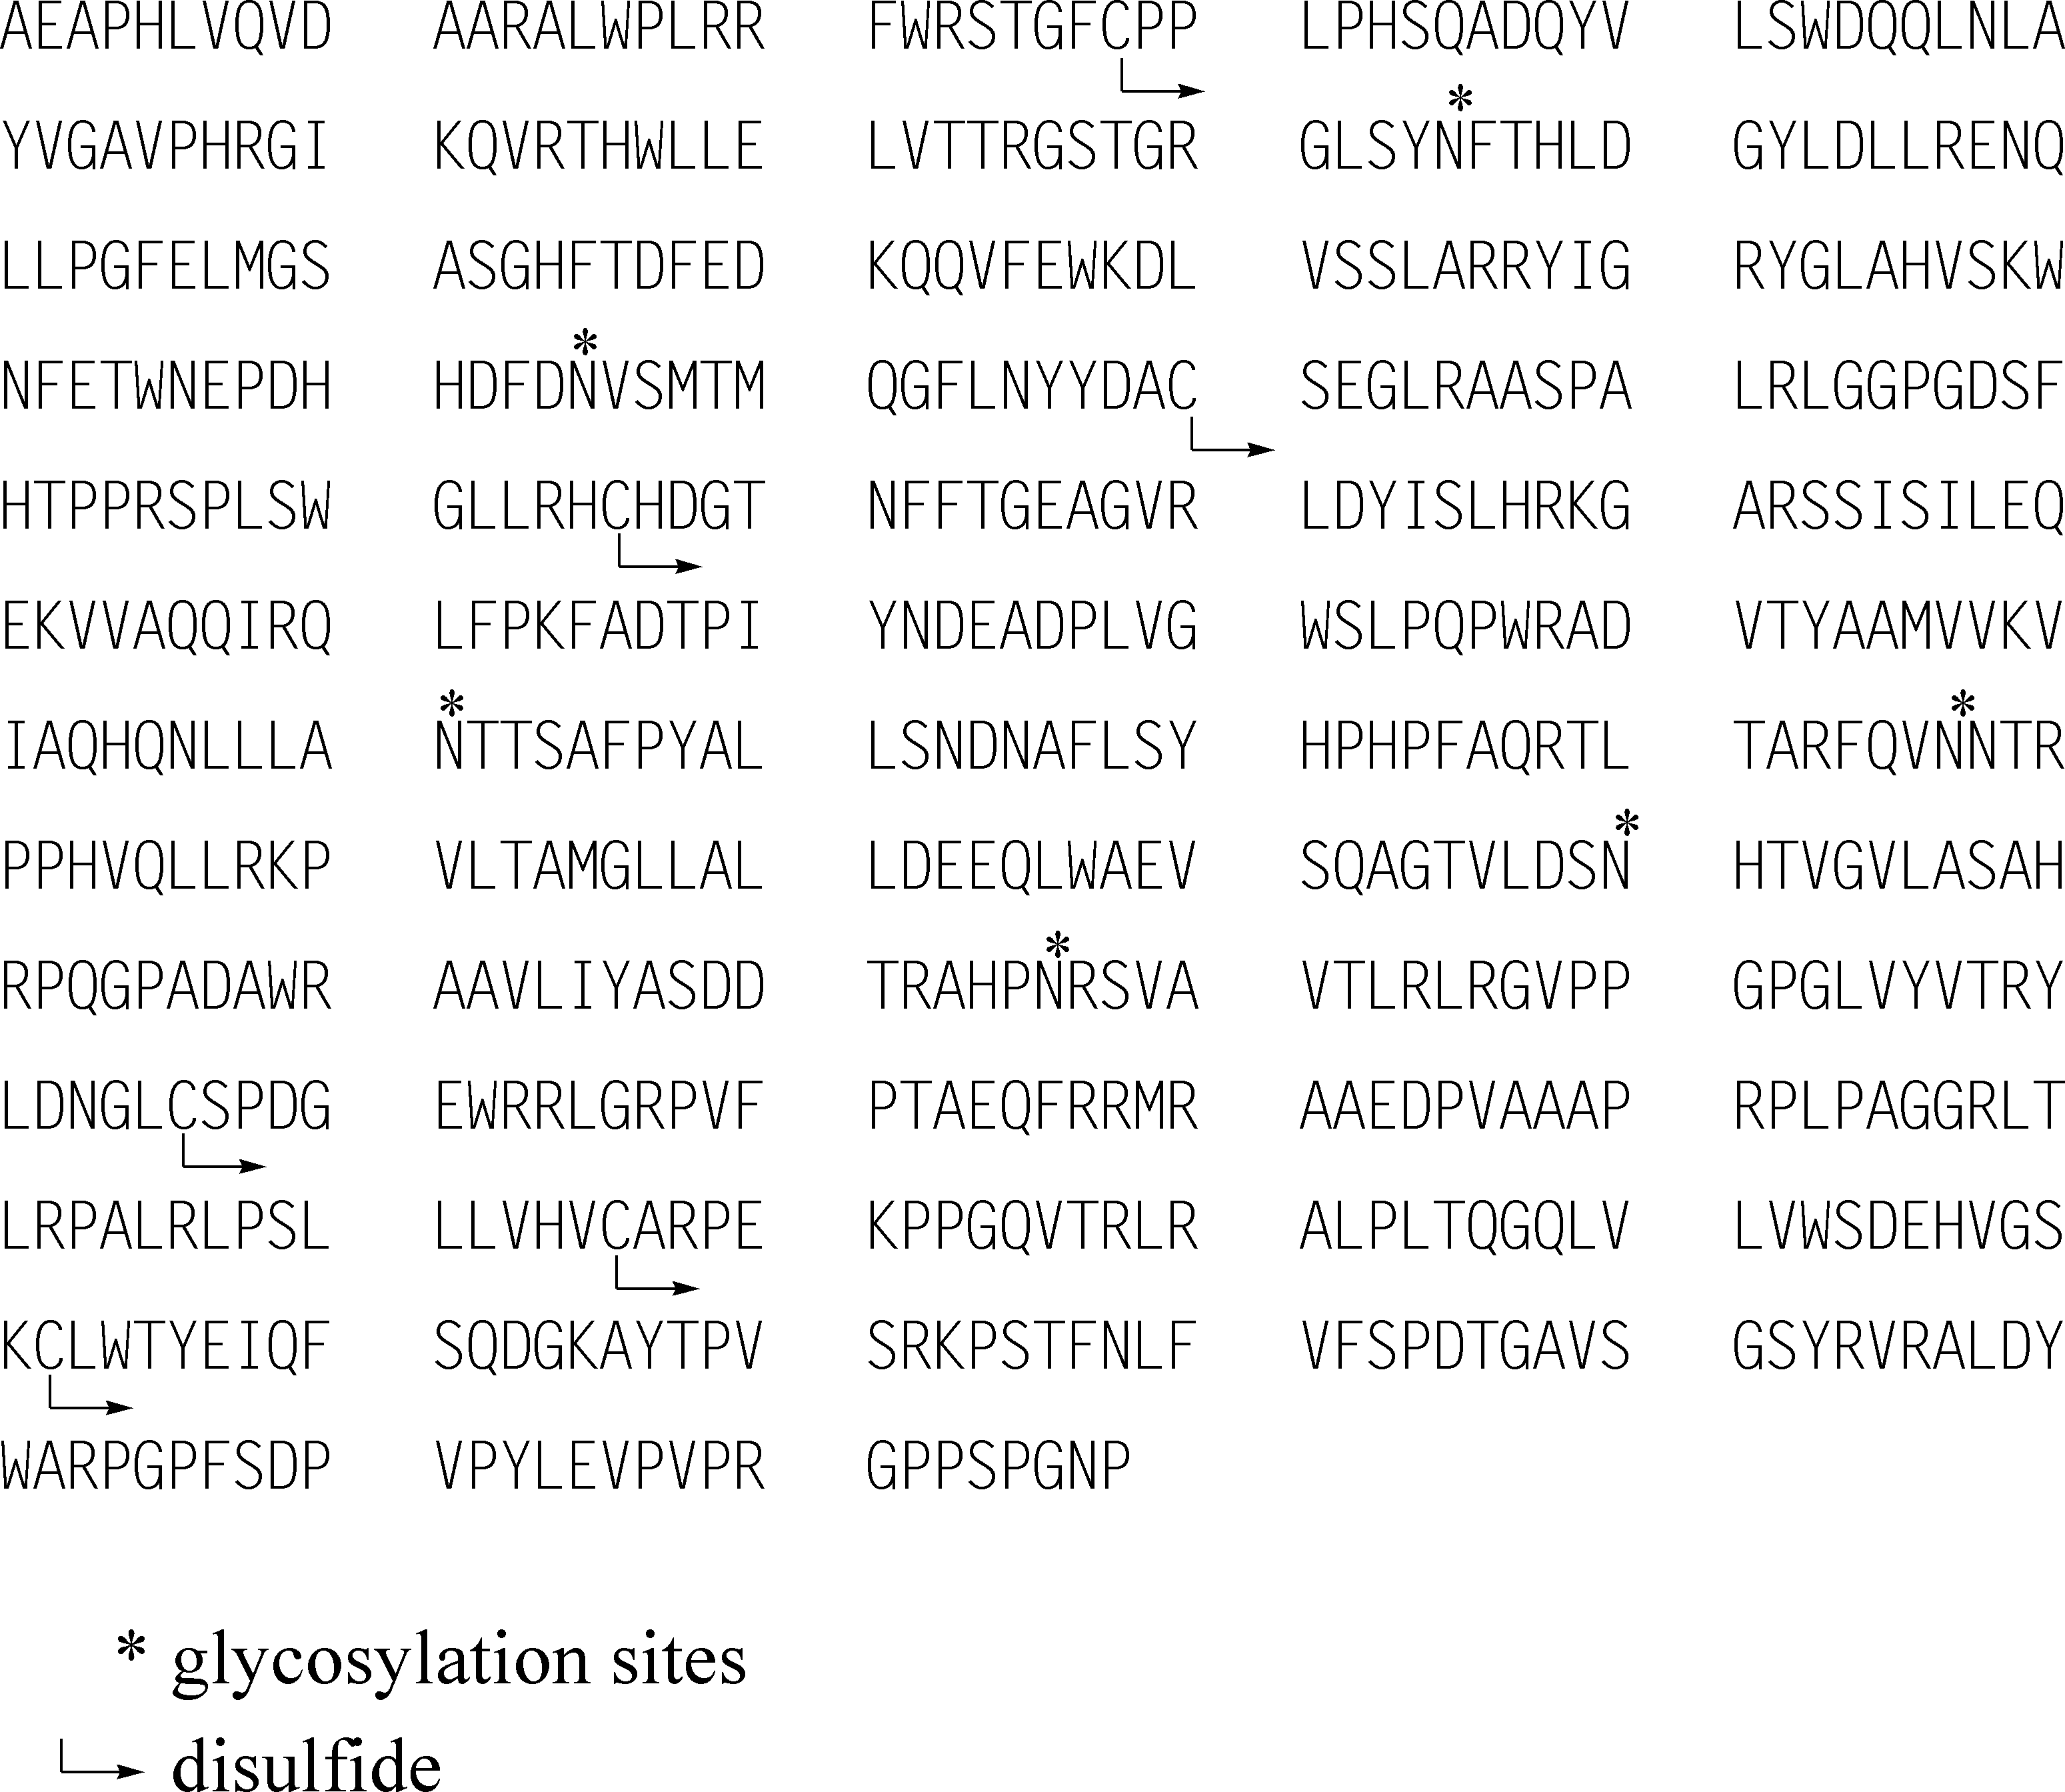 AEAPHLVQVD AARALWPLRR FWRSTGFCPP LPHSQADQYV LSWDQQLNLA
*
YVGAVPHRGI KQVRTHWLLE LVTTRGSTGR GLSYNFTHLD GYLDLLRENQ
LLPGFELMGS ASGHFTDFED KQQVFEWKDL VSSLARRYIG RYGLAHVSKW
*
NFETWNEPDH HDFDNVSMTM QGFLNYYDAC SEGLRAASPA LRLGGPGDSF
HTPPRSPLSW GLLRHCHDGT NFFTGEAGVR LDYISLHRKG ARSSISILEQ
EKVVAQQIRQ LFPKFADTPI YNDEADPLVG WSLPQPWRAD VTYAAMVVKV
* *
IAQHQNLLLA NTTSAFPYAL LSNDNAFLSY HPHPFAQRTL TARFQVNNTR
*
PPHVQLLRKP VLTAMGLLAL LDEEQLWAEV SQAGTVLDSN HTVGVLASAH
*
RPQGPADAWR AAVLIYASDD TRAHPNRSVA VTLRLRGVPP GPGLVYVTRY
LDNGLCSPDG EWRRLGRPVF PTAEQFRRMR AAEDPVAAAP RPLPAGGRLT
LRPALRLPSL LLVHVCARPE KPPGQVTRLR ALPLTQGQLV LVWSDEHVGS
KCLWTYEIQF SQDGKAYTPV SRKPSTFNLF VFSPDTGAVS GSYRVRALDY
WARPGPFSDP VPYLEVPVPR GPPSPGNP
* glycosylation sites
disulfide